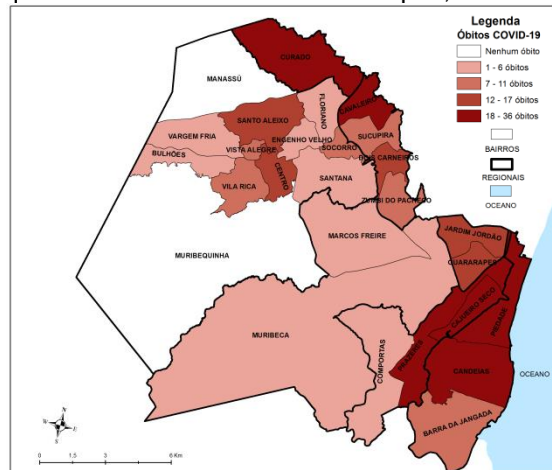 Legenda
Óbitos COVID-19
Nenhum óbito
1 - 6 óbitos
7 - 11 óbitos
12 - 17 óbitos
18 - 36 óbitos
BAIRROS
REGIONAIS
OCEANO
CURADO
MANASSÚ
CAVALEIRO
FLORIANO
SANTO ALEIXO
SUCUPIRA
VARGEM FRIA
ENGENHO VELHO
SOCORRO
BULHÕES
VISTA ALEGRE
DOIS CARNEIROS
CENTRO
SANTANA
VILA RICA
ZUMBI DO PACHECO
MARCOS FREIRE
JARDIM JORDÃO
GUARARAPES
MURIBEQUINHA
CAJUEIRO SECO
PIEDADE
MURIBECA
COMPORTAS
PRAZERES
CANDEIAS
OCEANO
BARRA DA JANGADA
N
0 1,5 3 6 Km